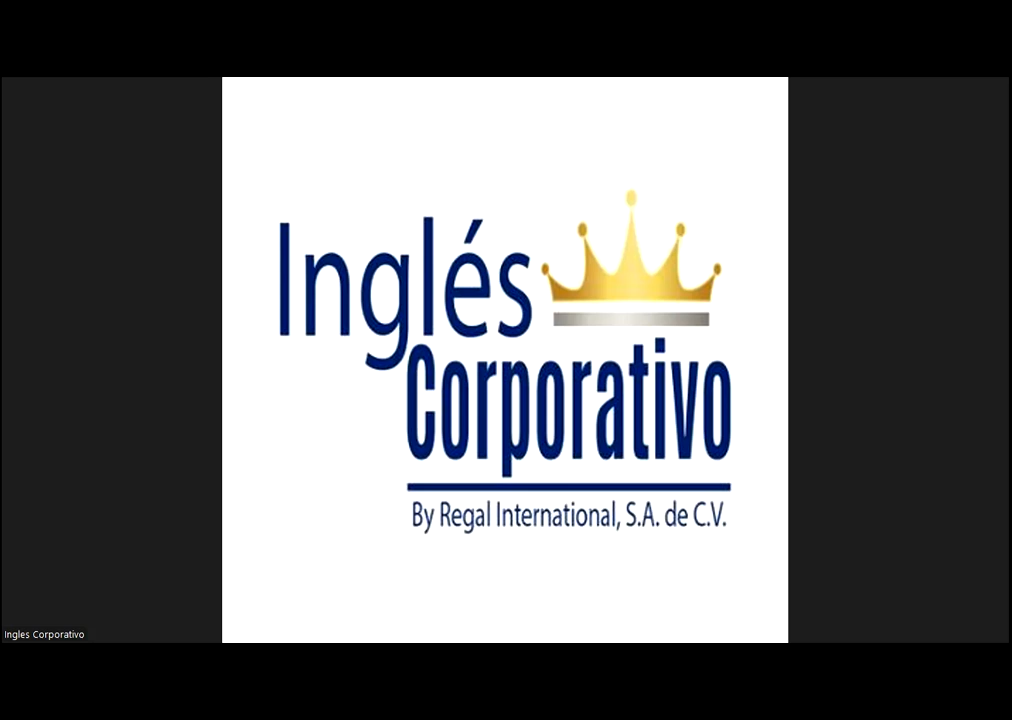 Inglés
Corporativo
By Regal International, S.A. de C.V.
Ingles Corporativo